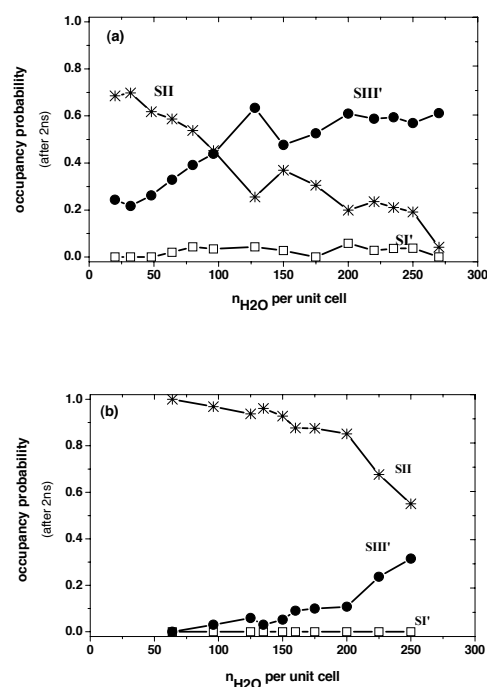 (a)
SII
SIII'
SI'
occupancy probability
(after 2ns)
1.0
0.8
0.6
0.4
0.2
0.0
0 50 100 150 200 250 300
nH2O per unit cell
(b)
SII
SIII'
SI'
occupancy probability
(after 2ns)
1.0
0.8
0.6
0.4
0.2
0.0
0 50 100 150 200 250 300
nH2O per unit cell